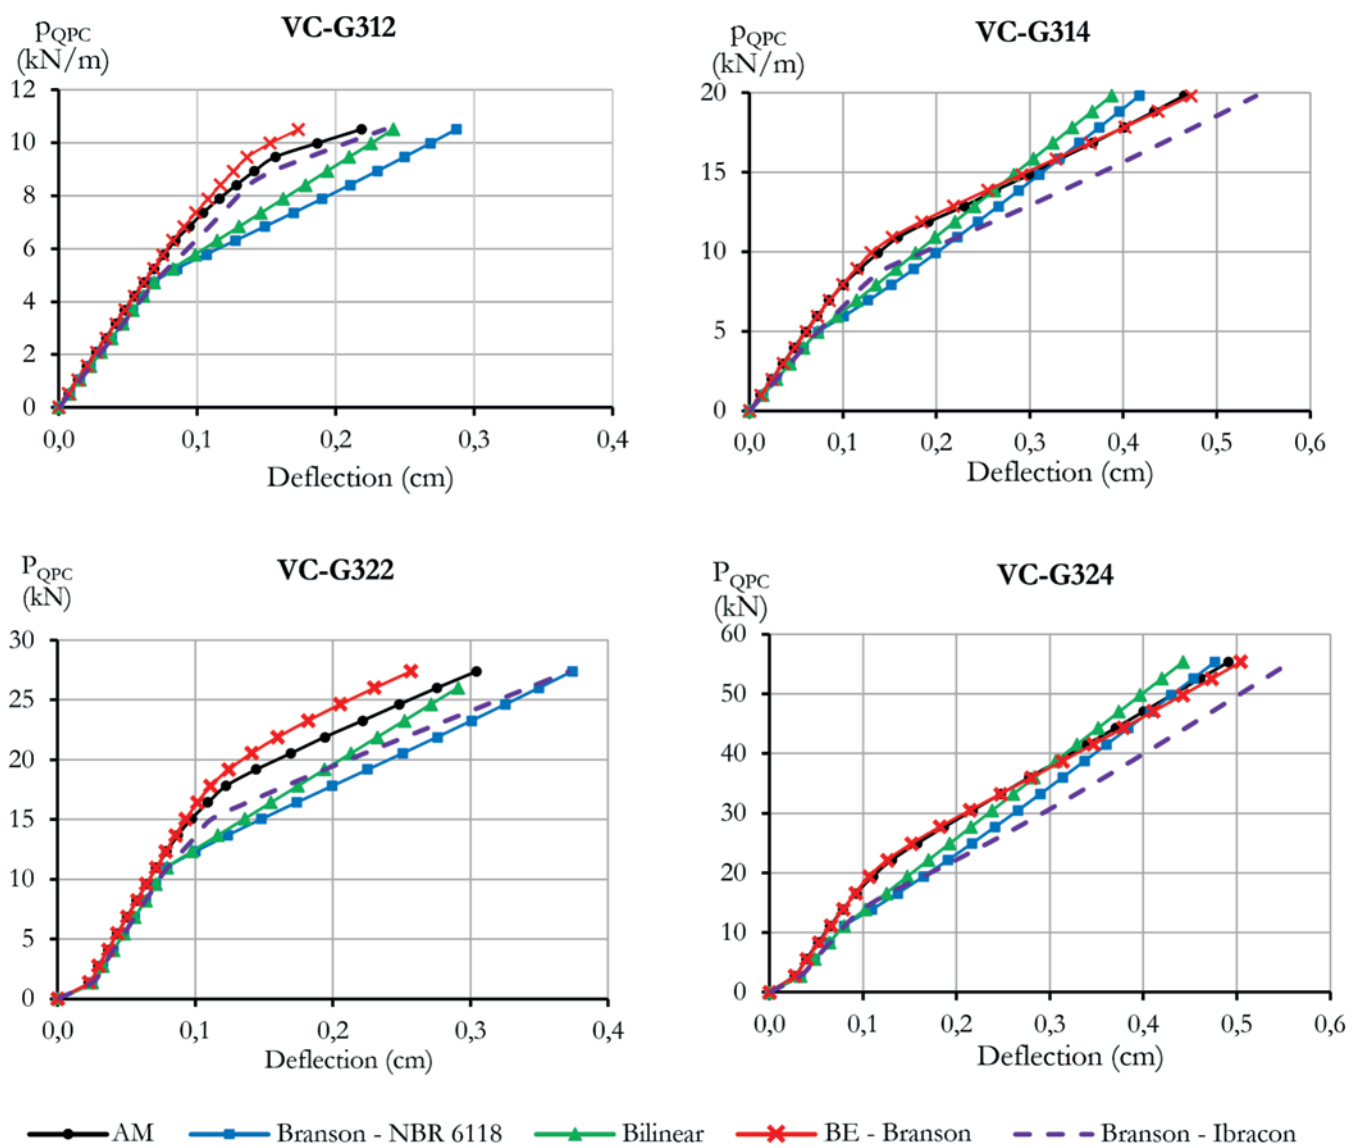 VC-G312
pQPC
(kN/m)
12
10
8
6
4
2
0
0,0 0,1 0,2 0,3 0,4
Deflection (cm)
VC-G314
pQPC
(kN/m)
20
15
10
5
0
0,0 0,1 0,2 0,3 0,4 0,5 0,6
Deflection (cm)
VC-G322
PQPC
(kN)
30
25
20
15
10
5
0
0,0 0,1 0,2 0,3 0,4
Deflection (cm)
VC-G324
PQPC
(kN)
60
50
40
30
20
10
0
0,0 0,1 0,2 0,3 0,4 0,5 0,6
Deflection (cm)
AM Branson - NBR 6118 Bilinear BE - Branson Branson - Ibracon